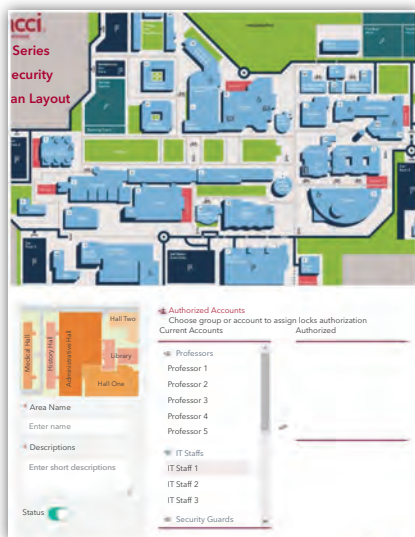 acci.
Series
ecurity
an Layout
Hall Two
Medical Hall
History Hall
Administrative Hall
Library
Hall One
Area Name
Enter name
Descriptions
Enter short descriptions
Status
Authorized Accounts
Choose group or account to assign locks authorization
Current Accounts
Authorized
Professors
Professor 1
Professor 2
Professor 3
Professor 4
Professor 5
IT Staffs
IT Staff 1
IT Staff 2
IT Staff 3
Security Guards